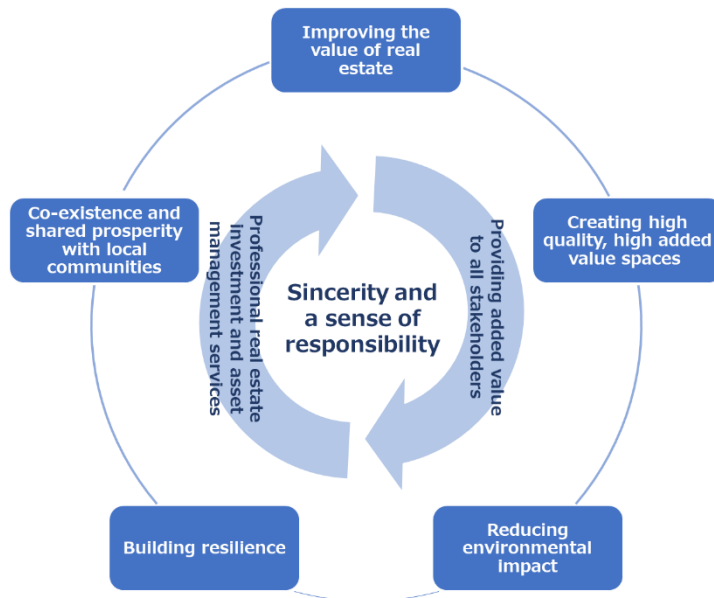 Improving the
value of real
estate
Co-existence and
shared prosperity
with local
communities
Creating high
quality, high added
value spaces
Professional real estate
investment and asset
management services
Sincerity and
a sense of
responsibility
Providing added value
to all stakeholders
Building resilience
Reducing
environmental
impact